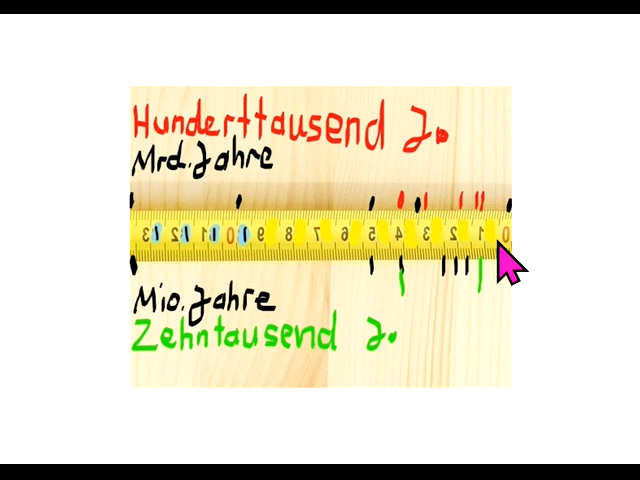 Hunderttausend J.
Mrd. Jahre
13 12 11 10 9 8 7 6 5 4 3 2 1 0
Mio. Jahre
Zehntausend J.